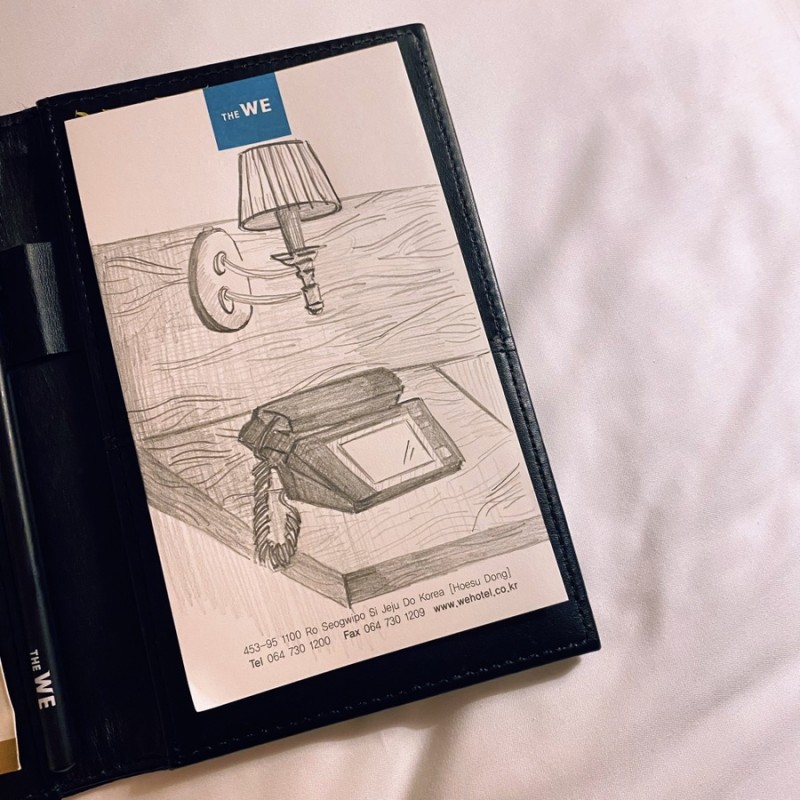 THE WE
453-95 1100 Ro Seogwipo Si Jeju Do Korea [Hoesu Dong]
Tel 064 730 1200 Fax 064 730 1209 www.wehotel.co.kr
THE WE